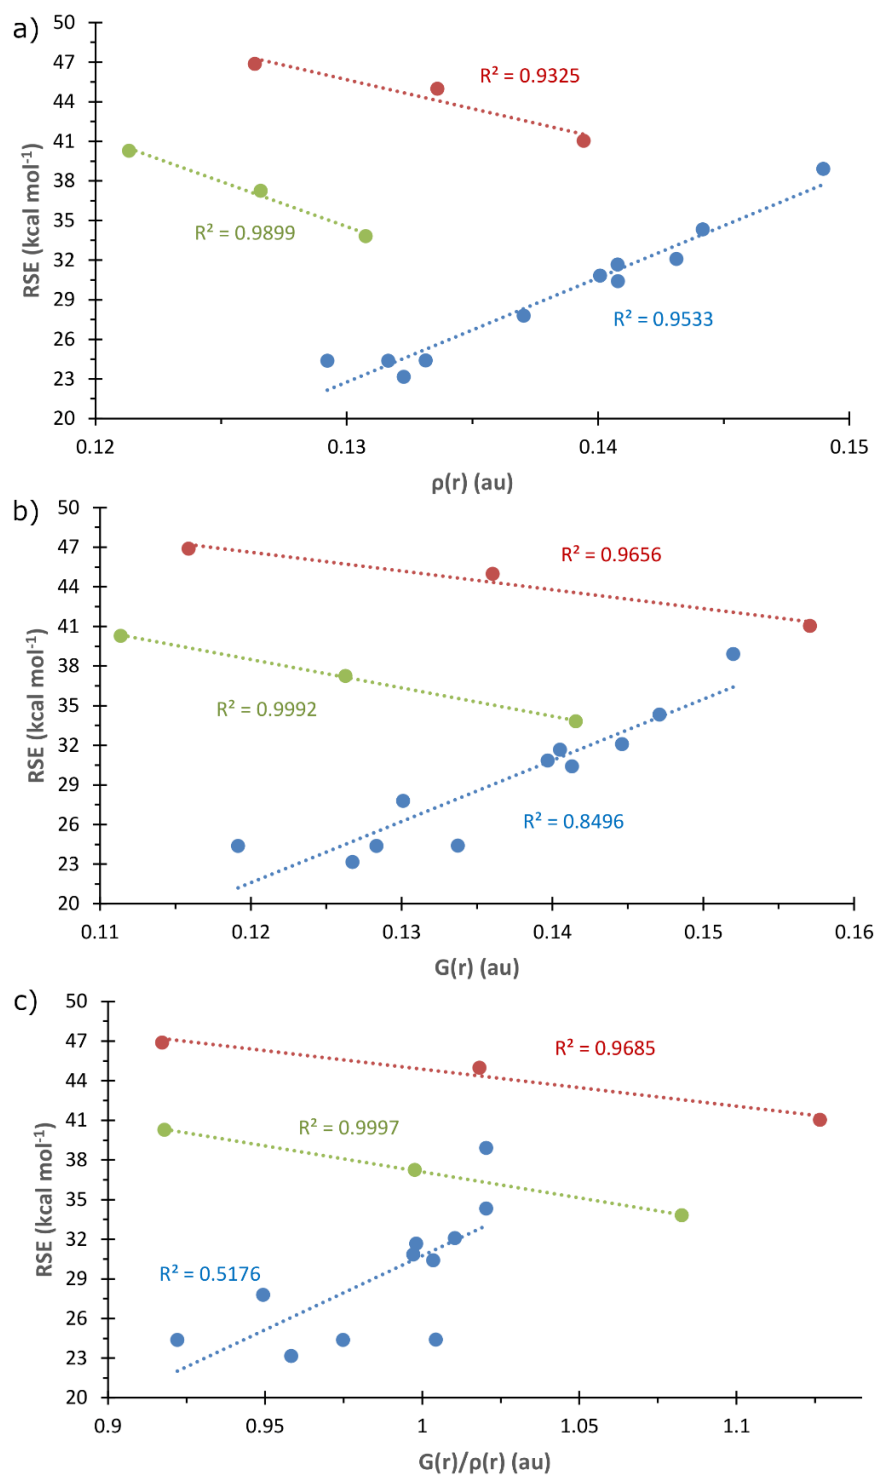 a)
50
47
44
41
38
35
32
29
26
23
20
RSE (kcal mol⁻¹)
R² = 0.9325
R² = 0.9899
R² = 0.9533
0.12
0.13
0.14
0.15
ρ(r) (au)
b)
50
47
44
41
38
35
32
29
26
23
20
RSE (kcal mol⁻¹)
R² = 0.9656
R² = 0.9992
R² = 0.8496
0.11
0.12
0.13
0.14
0.15
0.16
G(r) (au)
c)
50
47
44
41
38
35
32
29
26
23
20
RSE (kcal mol⁻¹)
R² = 0.9685
R² = 0.9997
R² = 0.5176
0.9
0.95
1
1.05
1.1
G(r)/ρ(r) (au)